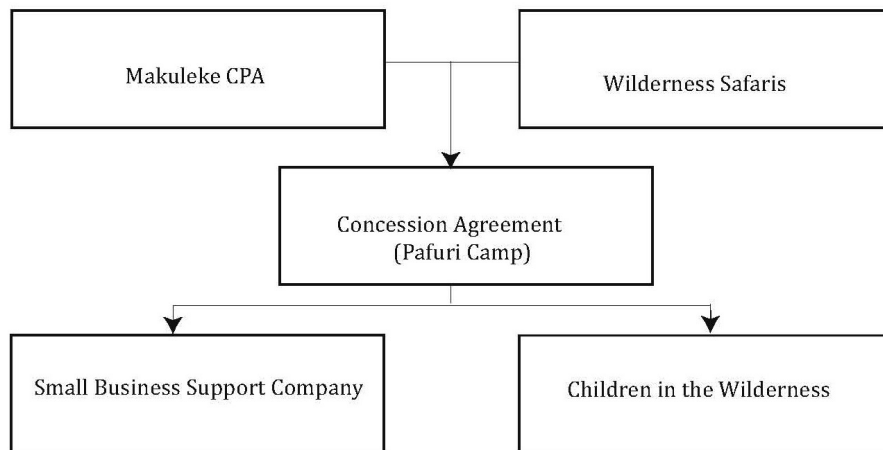 Makuleke CPA
Wilderness Safaris
Concession Agreement
(Pafuri Camp)
Small Business Support Company
Children in the Wilderness